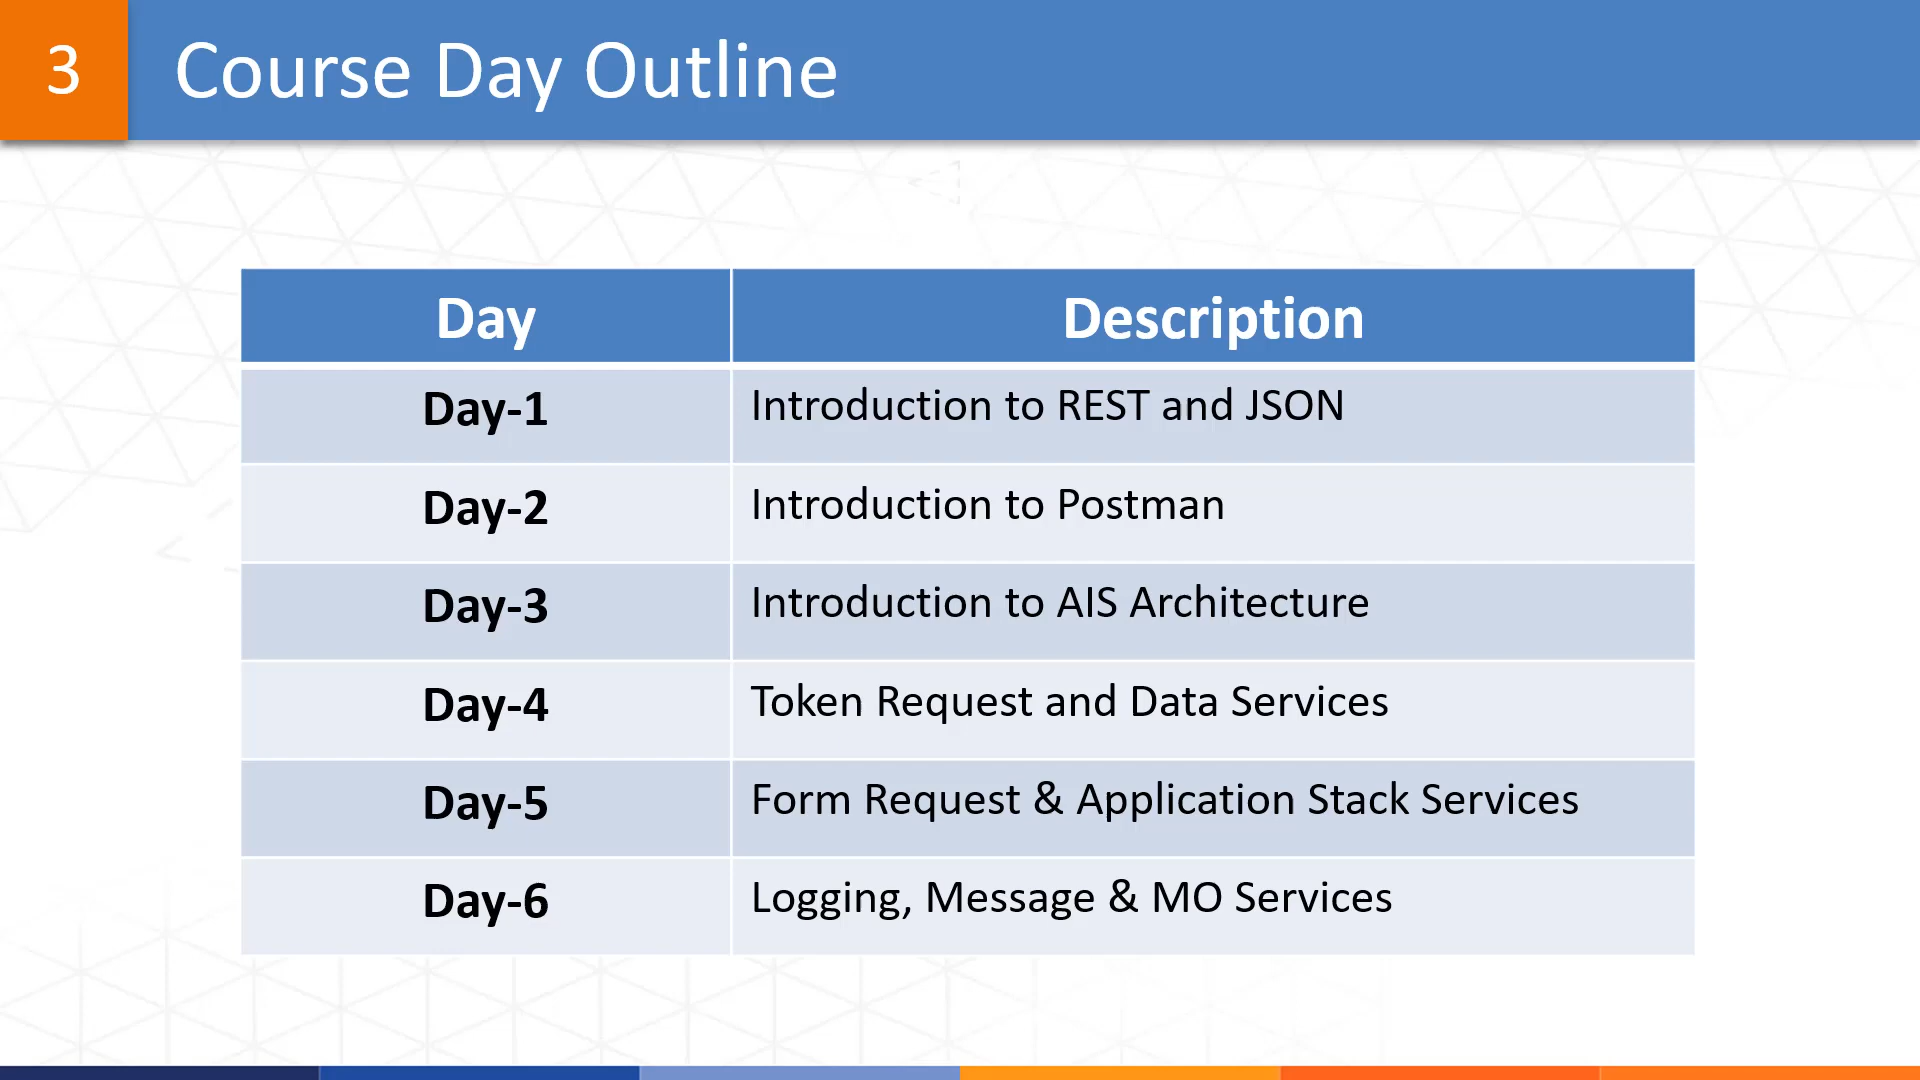 3
Course Day Outline
Day Description
Day-1 Introduction to REST and JSON
Day-2 Introduction to Postman
Day-3 Introduction to AIS Architecture
Day-4 Token Request and Data Services
Day-5 Form Request & Application Stack Services
Day-6 Logging, Message & MO Services